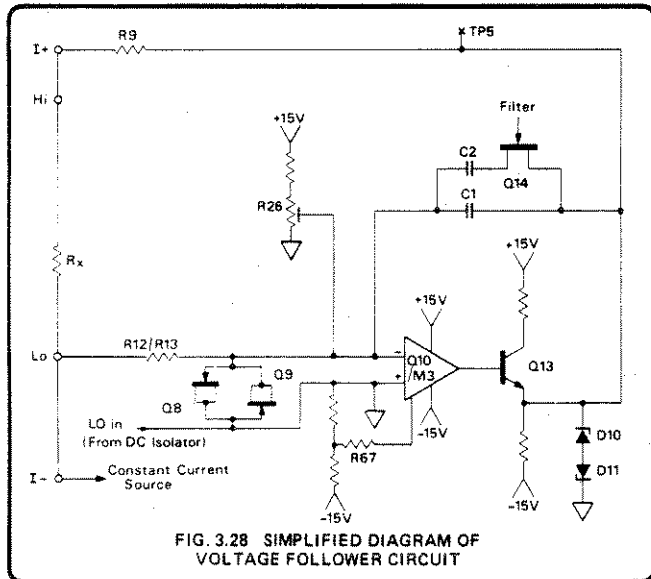 I+
R9
TP5
Hi
Filter
+15V
C2
Q14
C1
R26
+15V
Rx
+15V
Lo
R12/R13
Q10
/M3
Q13
Q9
Q8
LO in
(From DC Isolator)
-15V
R67
D10
D11
I-
Constant Current
Source
-15V
-15V
FIG. 3.28 SIMPLIFIED DIAGRAM OF
VOLTAGE FOLLOWER CIRCUIT